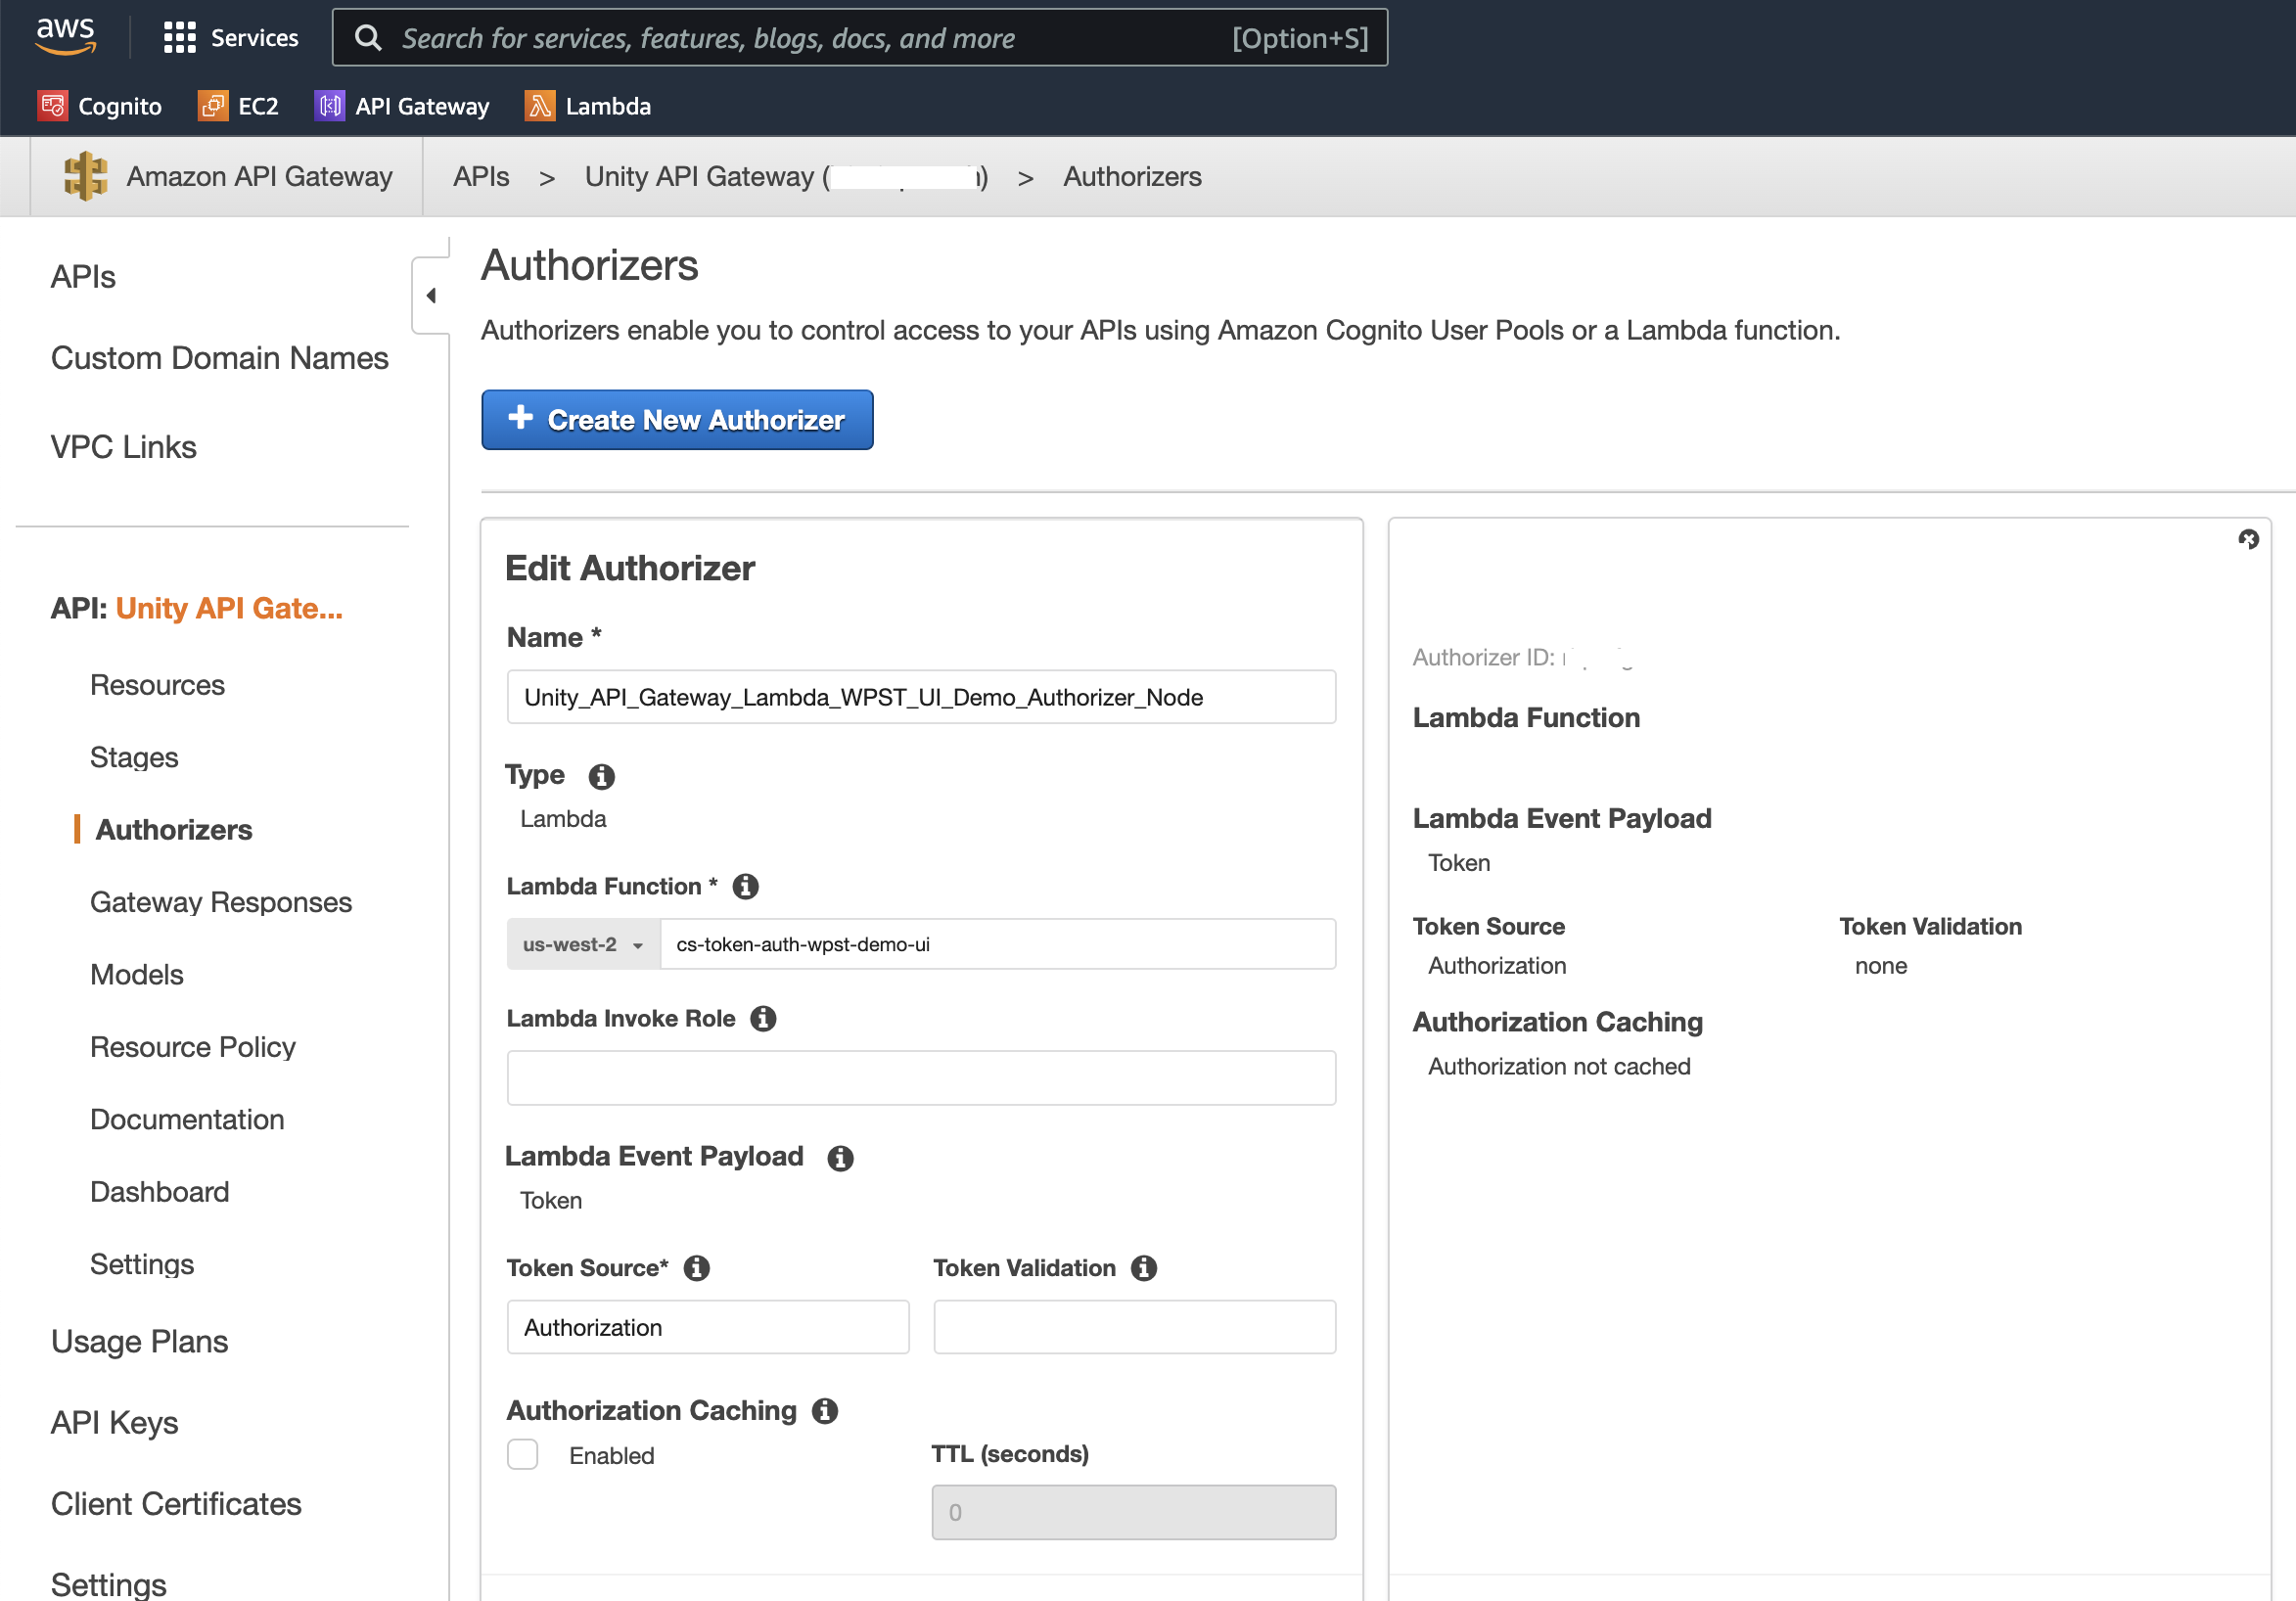 aws
Services
Search for services, features, blogs, docs, and more [Option+S]
Cognito EC2 API Gateway Lambda
Amazon API Gateway APIs > Unity API Gateway ( ) > Authorizers
APIs
Custom Domain Names
VPC Links
API: Unity API Gate...
Resources
Stages
Authorizers
Gateway Responses
Models
Resource Policy
Documentation
Dashboard
Settings
Usage Plans
API Keys
Client Certificates
Settings
Authorizers
Authorizers enable you to control access to your APIs using Amazon Cognito User Pools or a Lambda function.
Create New Authorizer
Edit Authorizer
Name *
Unity_API_Gateway_Lambda_WPST_UI_Demo_Authorizer_Node
Type
Lambda
Lambda Function *
us-west-2 cs-token-auth-wpst-demo-ui
Lambda Invoke Role
Lambda Event Payload
Token
Token Source* Token Validation
Authorization
Authorization Caching
Enabled TTL (seconds)
0
Authorizer ID:
Lambda Function
Lambda Event Payload
Token
Token Source Token Validation
Authorization none
Authorization Caching
Authorization not cached